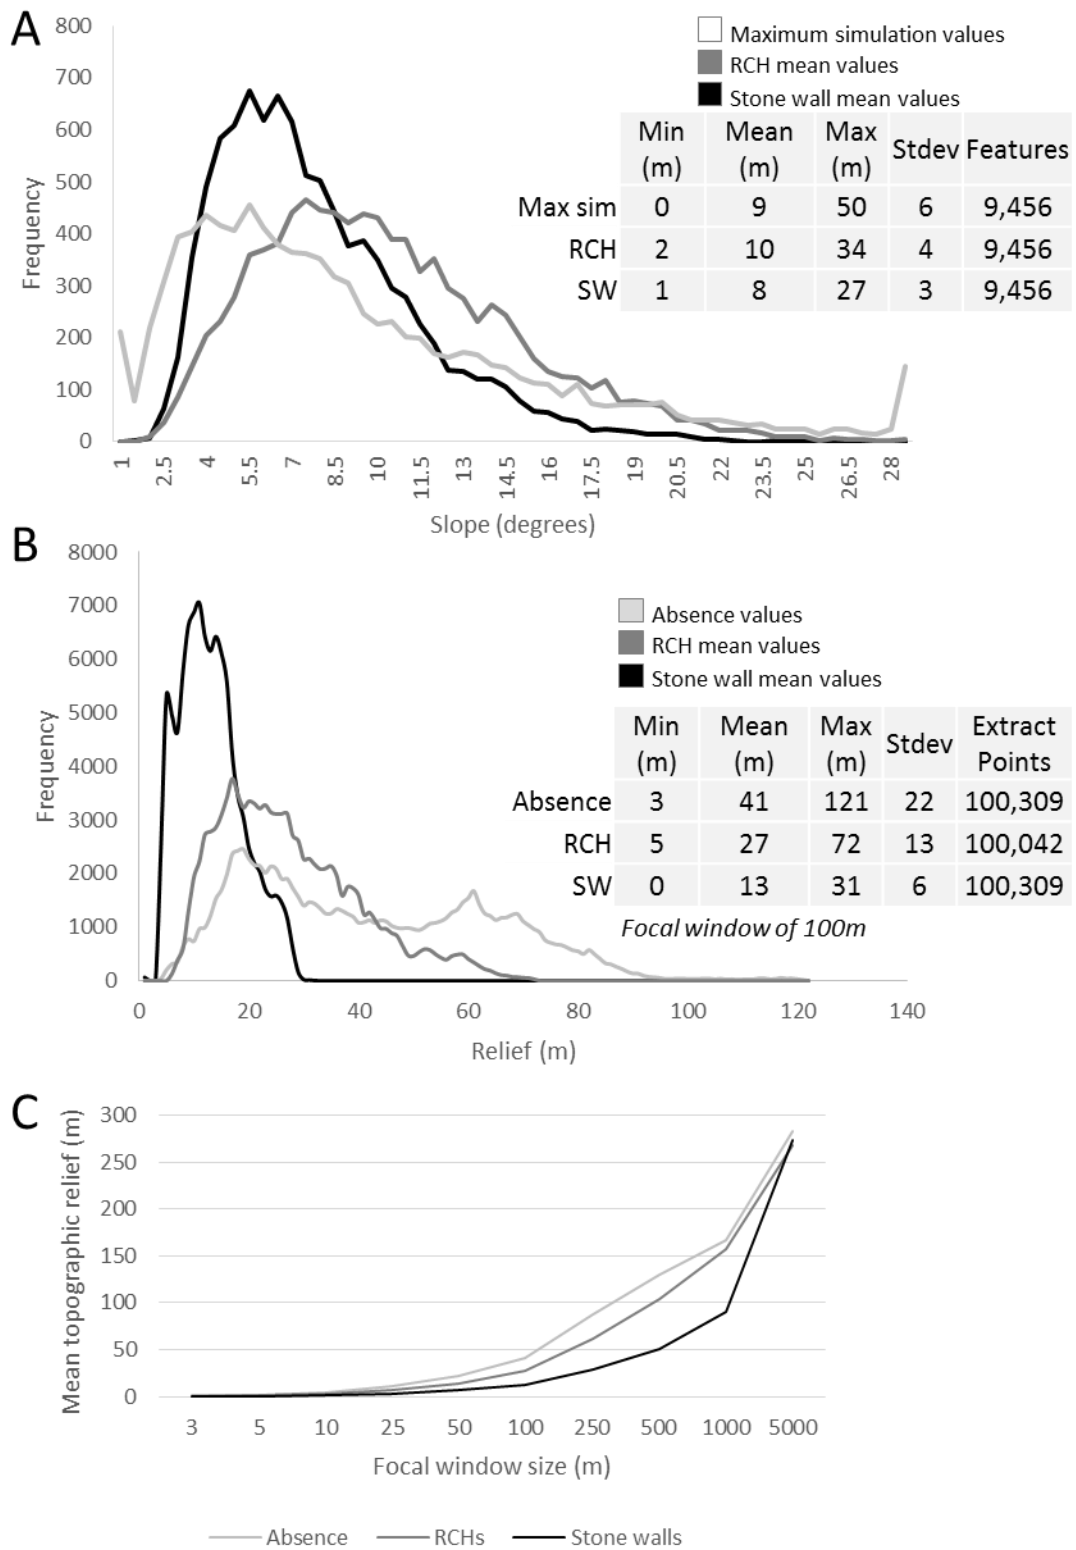 A
800
700
600
500
400
300
200
100
0
Frequency
1 2.5 4 5.5 7 8.5 10 11.5 13 14.5 16 17.5 19 20.5 22 23.5 25 26.5 28
Slope (degrees)
Maximum simulation values
RCH mean values
Stone wall mean values
Min (m) Mean (m) Max (m) Stdev Features
Max sim 0 9 50 6 9,456
RCH 2 10 34 4 9,456
SW 1 8 27 3 9,456
B
8000
7000
6000
5000
4000
3000
2000
1000
0
Frequency
0 20 40 60 80 100 120 140
Relief (m)
Absence values
RCH mean values
Stone wall mean values
Min (m) Mean (m) Max (m) Stdev Extract Points
Absence 3 41 121 22 100,309
RCH 5 27 72 13 100,042
SW 0 13 31 6 100,309
Focal window of 100m
C
300
250
200
150
100
50
0
Mean topographic relief (m)
3 5 10 25 50 100 250 500 1000 5000
Focal window size (m)
Absence RCHs Stone walls